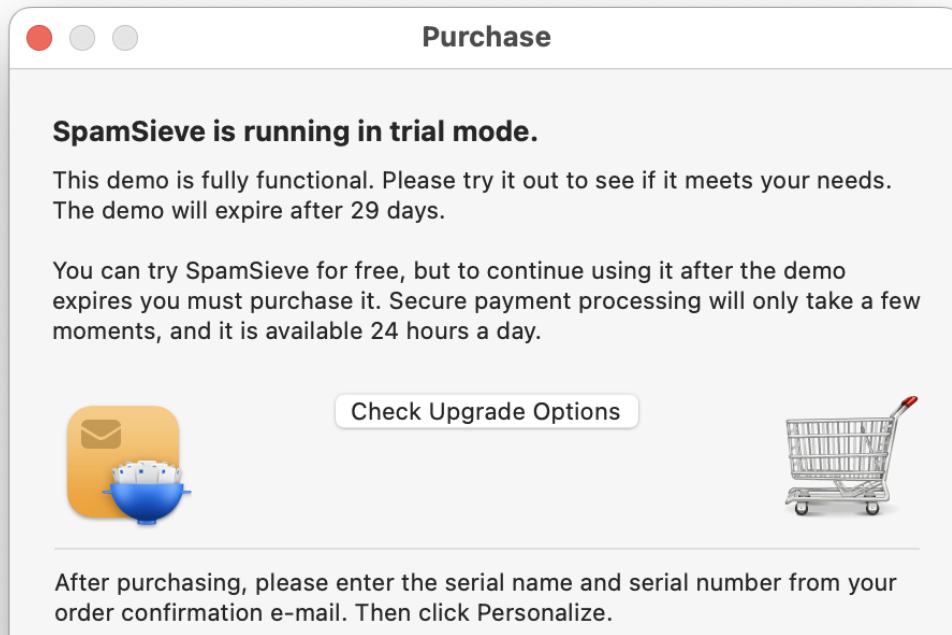 Purchase
SpamSieve is running in trial mode.
This demo is fully functional. Please try it out to see if it meets your needs.
The demo will expire after 29 days.
You can try SpamSieve for free, but to continue using it after the demo
expires you must purchase it. Secure payment processing will only take a few
moments, and it is available 24 hours a day.
Check Upgrade Options
After purchasing, please enter the serial name and serial number from your
order confirmation e-mail. Then click Personalize.